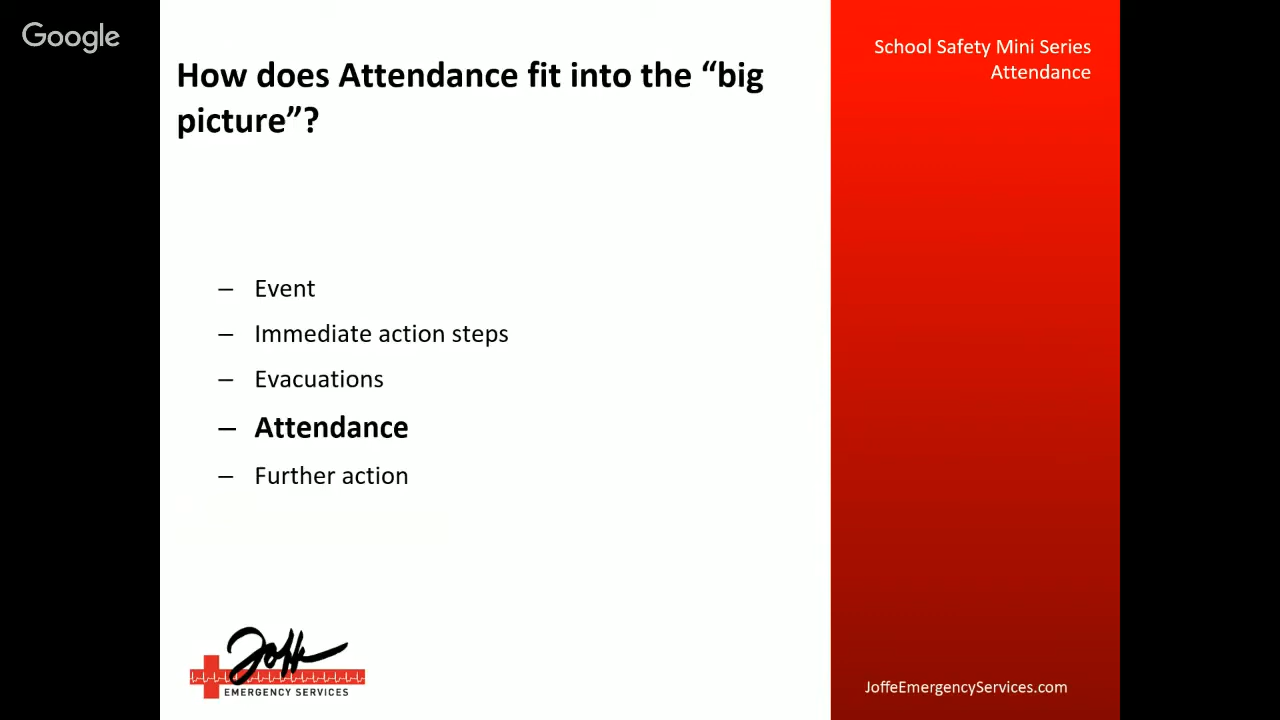 Google
How does Attendance fit into the “big
picture”?
– Event
– Immediate action steps
– Evacuations
– Attendance
– Further action
Joffe
EMERGENCY SERVICES
School Safety Mini Series
Attendance
JoffeEmergencyServices.com